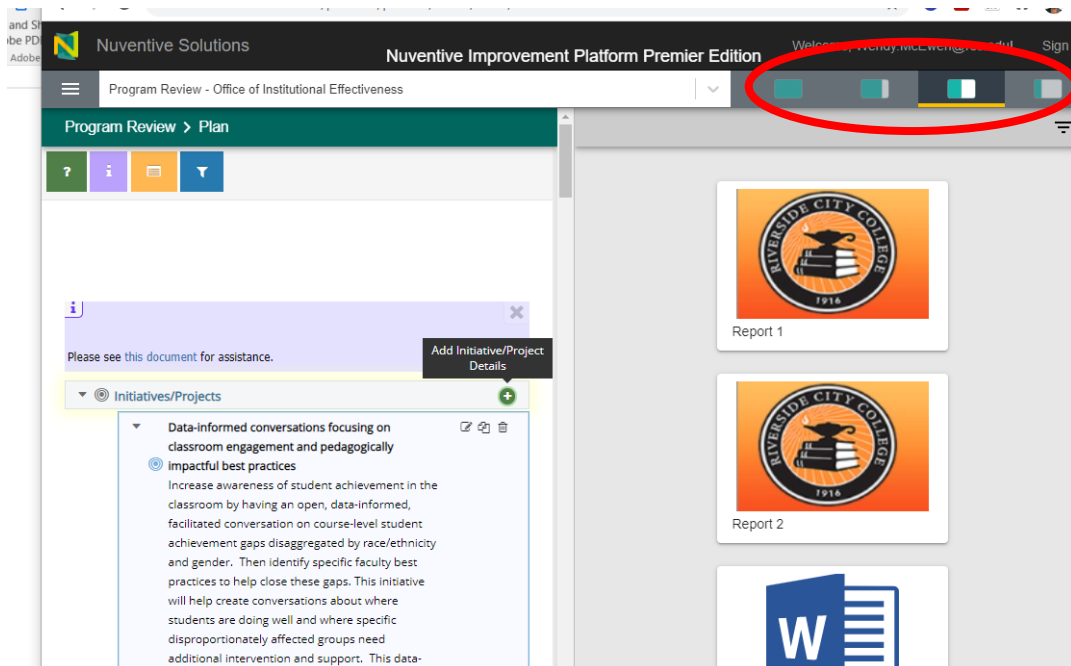 and Sh
be PDF
Adobe
Nuventive Solutions
Nuventive Improvement Platform Premier Edition
Sign
Program Review - Office of Institutional Effectiveness
Program Review > Plan
?
i
i
Please see this document for assistance.
Add Initiative/Project
Details
Initiatives/Projects
Data-informed conversations focusing on
classroom engagement and pedagogically
impactful best practices
Increase awareness of student achievement in the
classroom by having an open, data-informed,
facilitated conversation on course-level student
achievement gaps disaggregated by race/ethnicity
and gender. Then identify specific faculty best
practices to help close these gaps. This initiative
will help create conversations about where
students are doing well and where specific
disproportionately affected groups need
additional intervention and support. This data-
RIVERSIDE CITY COLLEGE
1916
Report 1
RIVERSIDE CITY COLLEGE
1916
Report 2
W